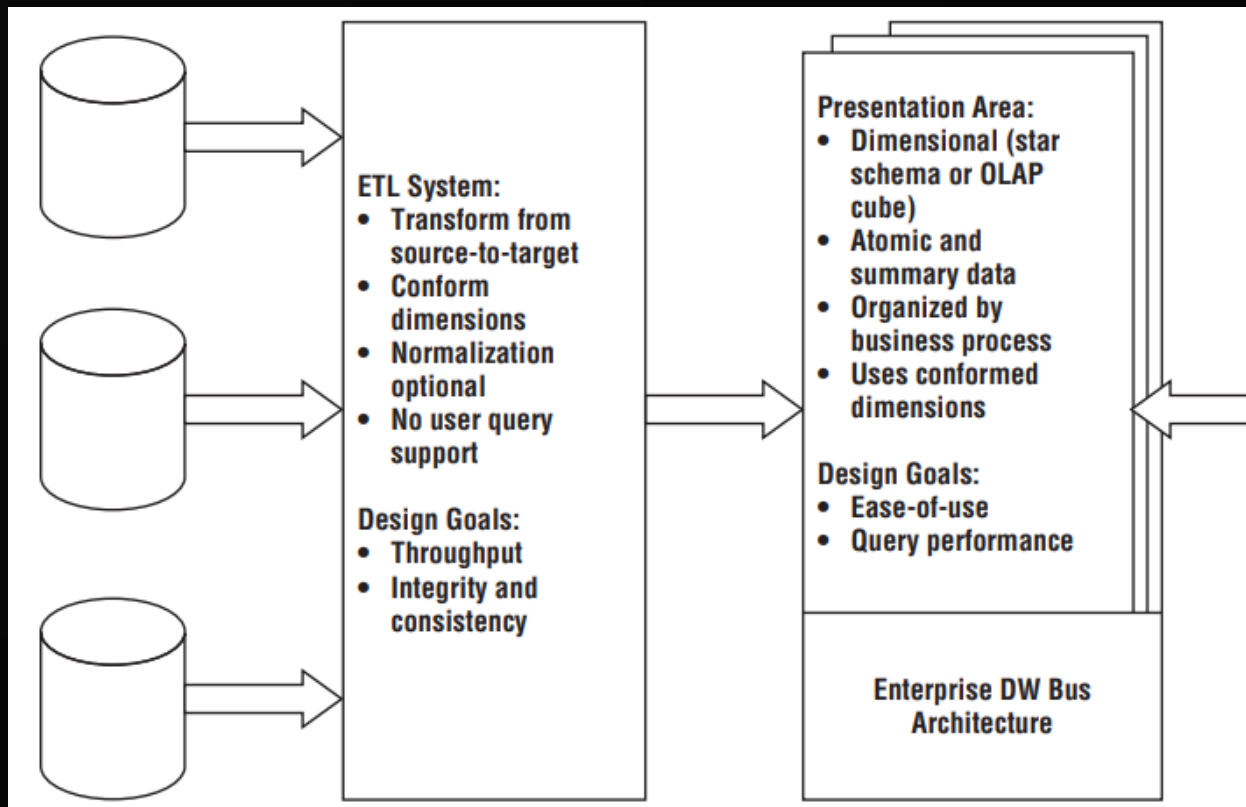 ETL System:
• Transform from
source-to-target
• Conform
dimensions
• Normalization
optional
• No user query
support
Design Goals:
• Throughput
• Integrity and
consistency
Presentation Area:
• Dimensional (star
schema or OLAP
cube)
• Atomic and
summary data
• Organized by
business process
• Uses conformed
dimensions
Design Goals:
• Ease-of-use
• Query performance
Enterprise DW Bus
Architecture